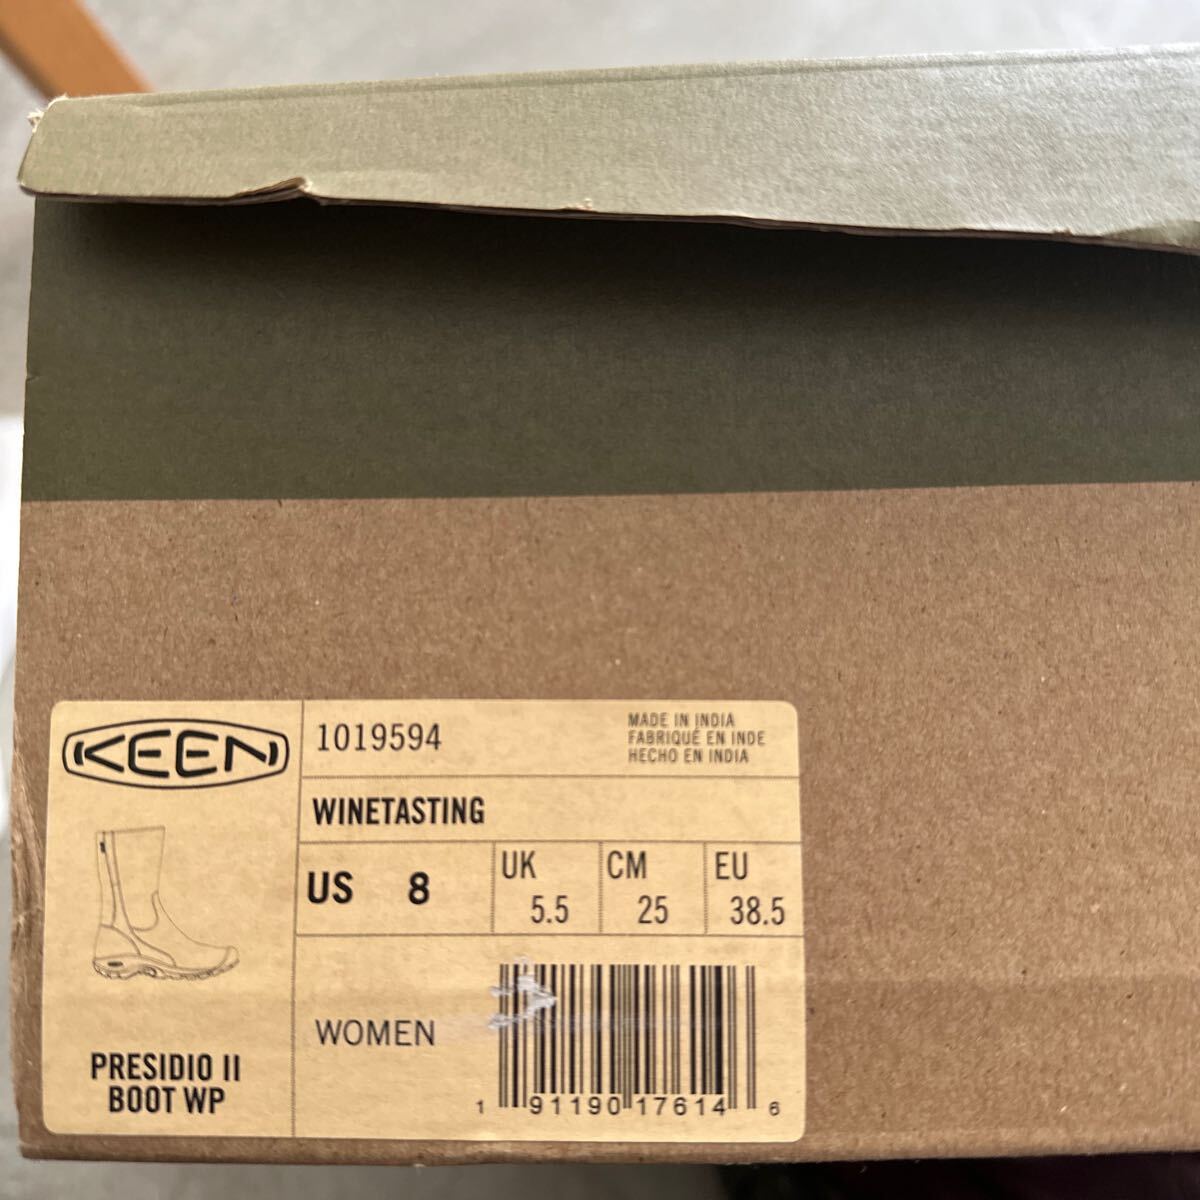 KEEN
1019594
MADE IN INDIA
FABRIQUÉ EN INDE
HECHO EN INDIA
WINETASTING
US 8
UK 5.5
CM 25
EU 38.5
WOMEN
PRESIDIO II
BOOT WP
1 91190 17614 6